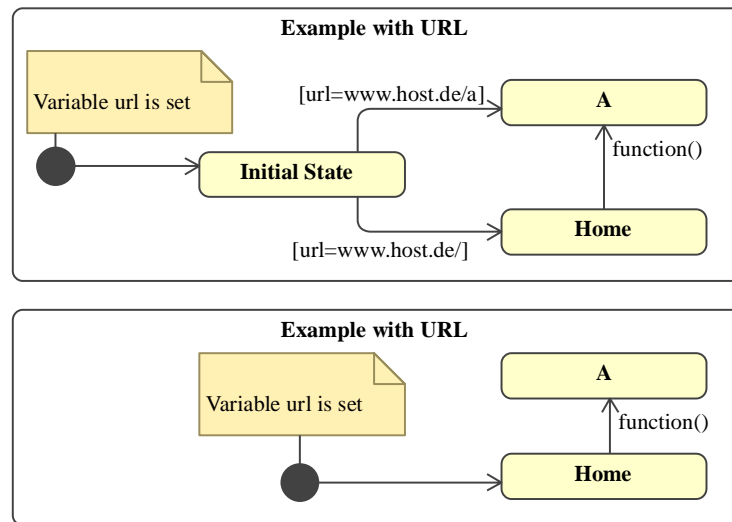 Example with URL
Variable url is set
[url=www.host.de/a]
A
function()
Initial State
Home
[url=www.host.de/]
Example with URL
Variable url is set
A
function()
Home